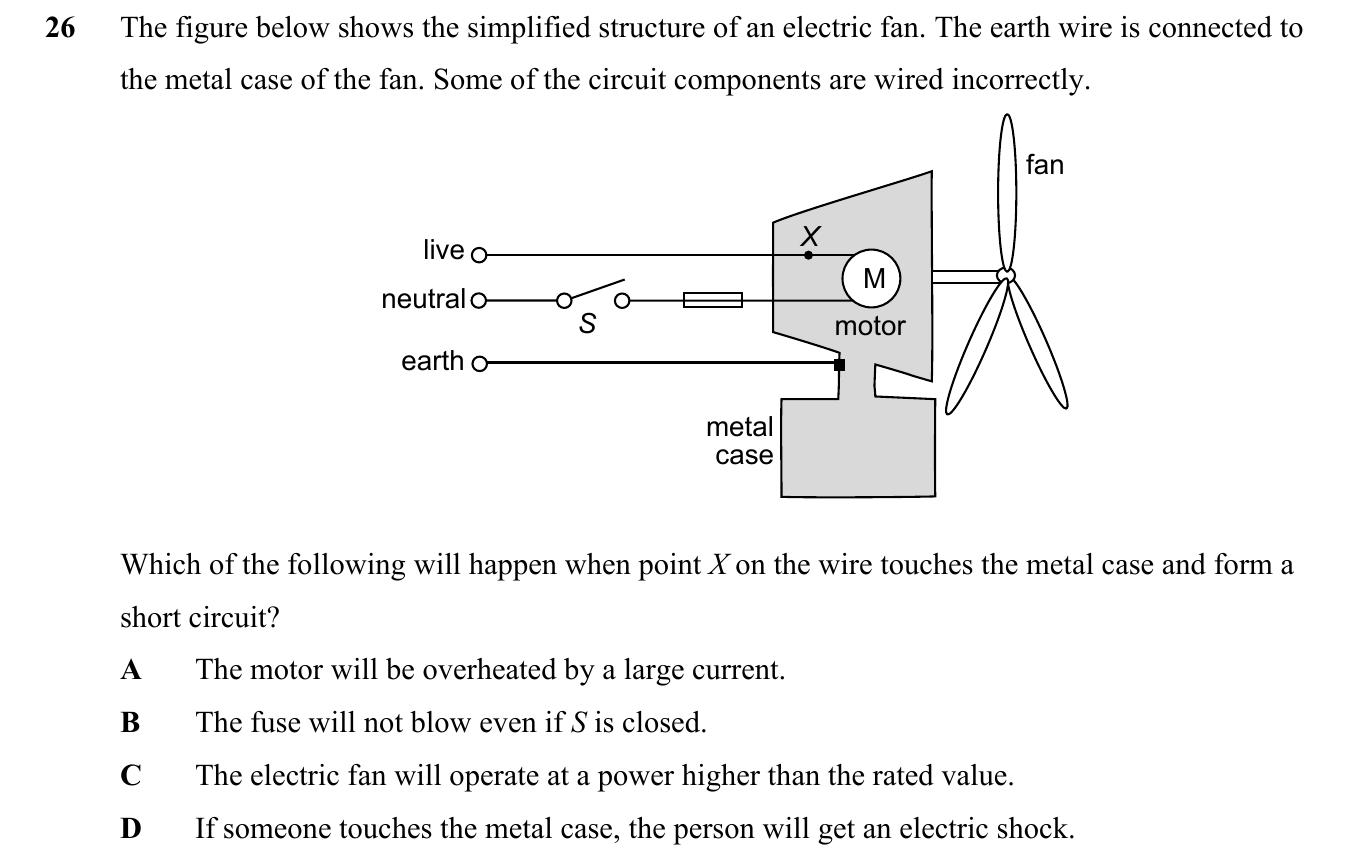 26 The figure below shows the simplified structure of an electric fan. The earth wire is connected to
the metal case of the fan. Some of the circuit components are wired incorrectly.
fan
live
X
M
neutral
S
motor
earth
metal
case
Which of the following will happen when point X on the wire touches the metal case and form a
short circuit?
A The motor will be overheated by a large current.
B The fuse will not blow even if S is closed.
C The electric fan will operate at a power higher than the rated value.
D If someone touches the metal case, the person will get an electric shock.